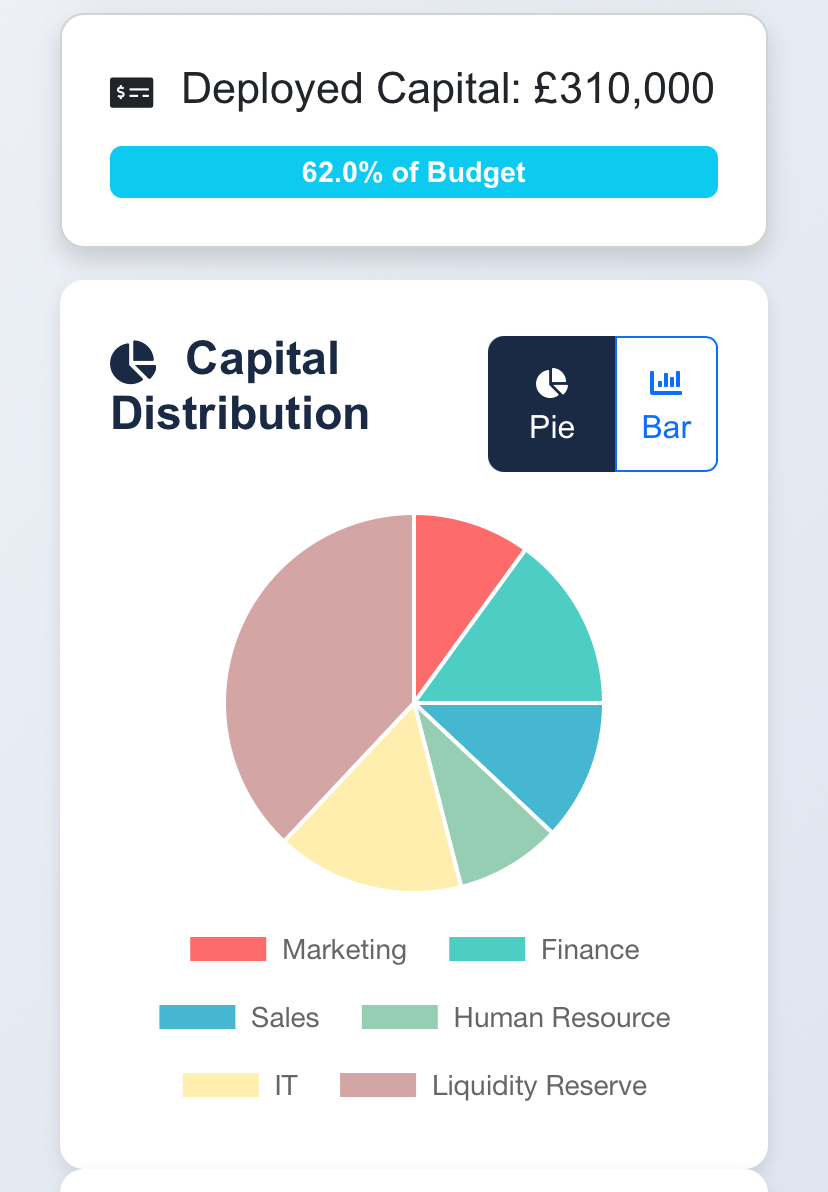 Deployed Capital: £310,000
62.0% of Budget
Capital
Distribution
Pie
Bar
Marketing
Finance
Sales
Human Resource
IT
Liquidity Reserve